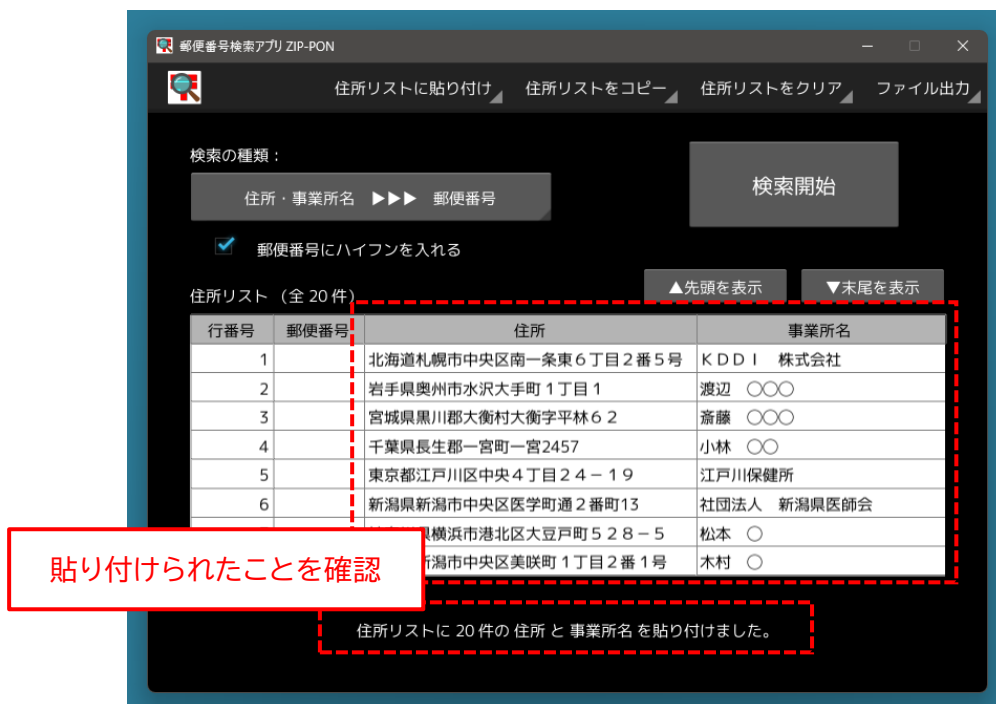 郵便番号検索アプリ ZIP-PON
住所リストに貼り付け 住所リストをコピー 住所リストをクリア ファイル出力
検索の種類：
住所・事業所名 ▶▶▶ 郵便番号
検索開始
郵便番号にハイフンを入れる
住所リスト （全 20 件）
▲先頭を表示 ▼末尾を表示
行番号 郵便番号 住所 事業所名
1 北海道札幌市中央区南一条東６丁目２番５号 ＫＤＤＩ　株式会社
2 岩手県奥州市水沢大手町１丁目１ 渡辺　○○○
3 宮城県黒川郡大衡村大衡字平林６２ 斎藤　○○○
4 千葉県長生郡一宮町一宮2457 小林　○○
5 東京都江戸川区中央４丁目２４－１９ 江戸川保健所
6 新潟県新潟市中央区医学町通２番町13 社団法人　新潟県医師会
県横浜市港北区大豆戸町５２８－５ 松本　○
潟市中央区美咲町１丁目２番１号 木村　○
貼り付けられたことを確認
住所リストに 20 件の 住所 と 事業所名 を貼り付けました。